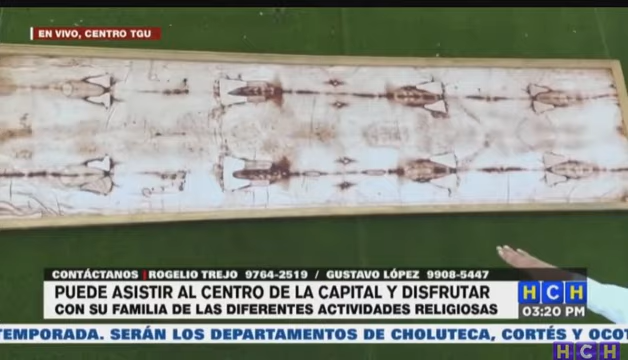 EN VIVO, CENTRO TGU
CONTÁCTANOS | ROGELIO TREJO 9764-2519 / GUSTAVO LÓPEZ 9908-5447
PUEDE ASISTIR AL CENTRO DE LA CAPITAL Y DISFRUTAR
CON SU FAMILIA DE LAS DIFERENTES ACTIVIDADES RELIGIOSAS
HCH
03:20 PM
TEMPORADA. SERÁN LOS DEPARTAMENTOS DE CHOLUTECA, CORTÉS Y OCOT
HCH